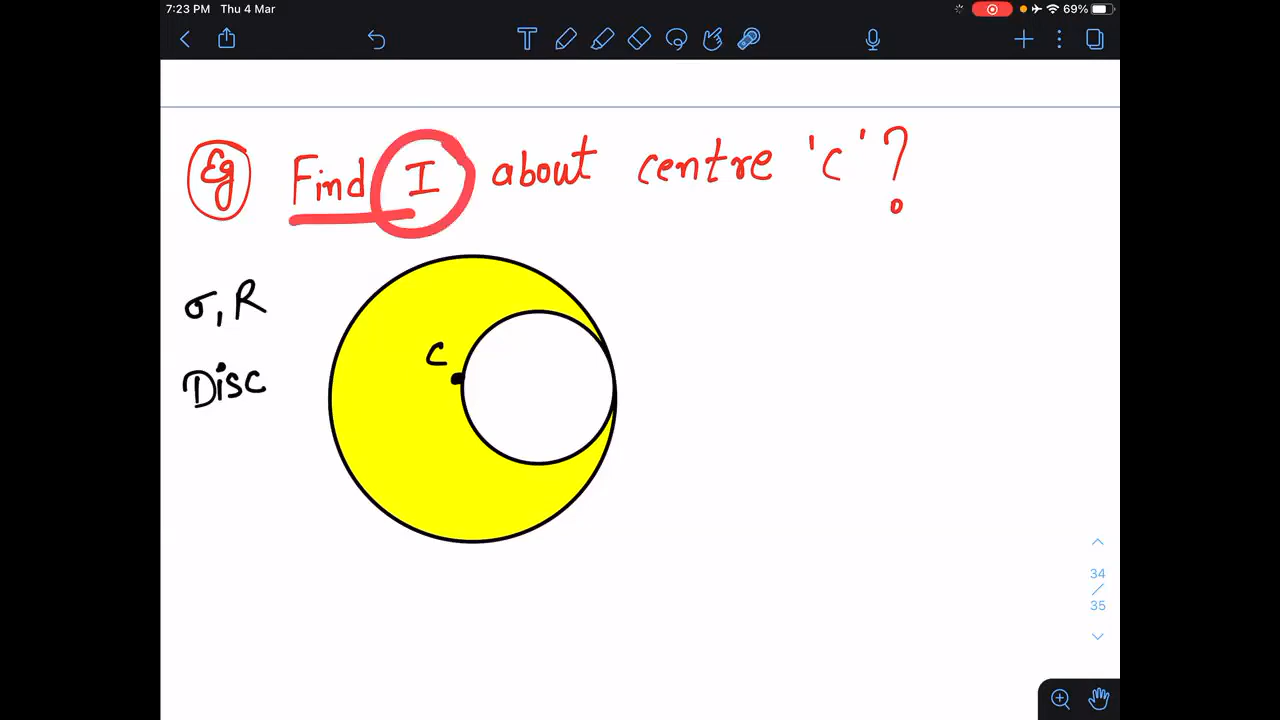 7:23 PM Thu 4 Mar
69%
T
Eg Find I about centre 'c' ?
σ, R
C
Disc
34
/
35